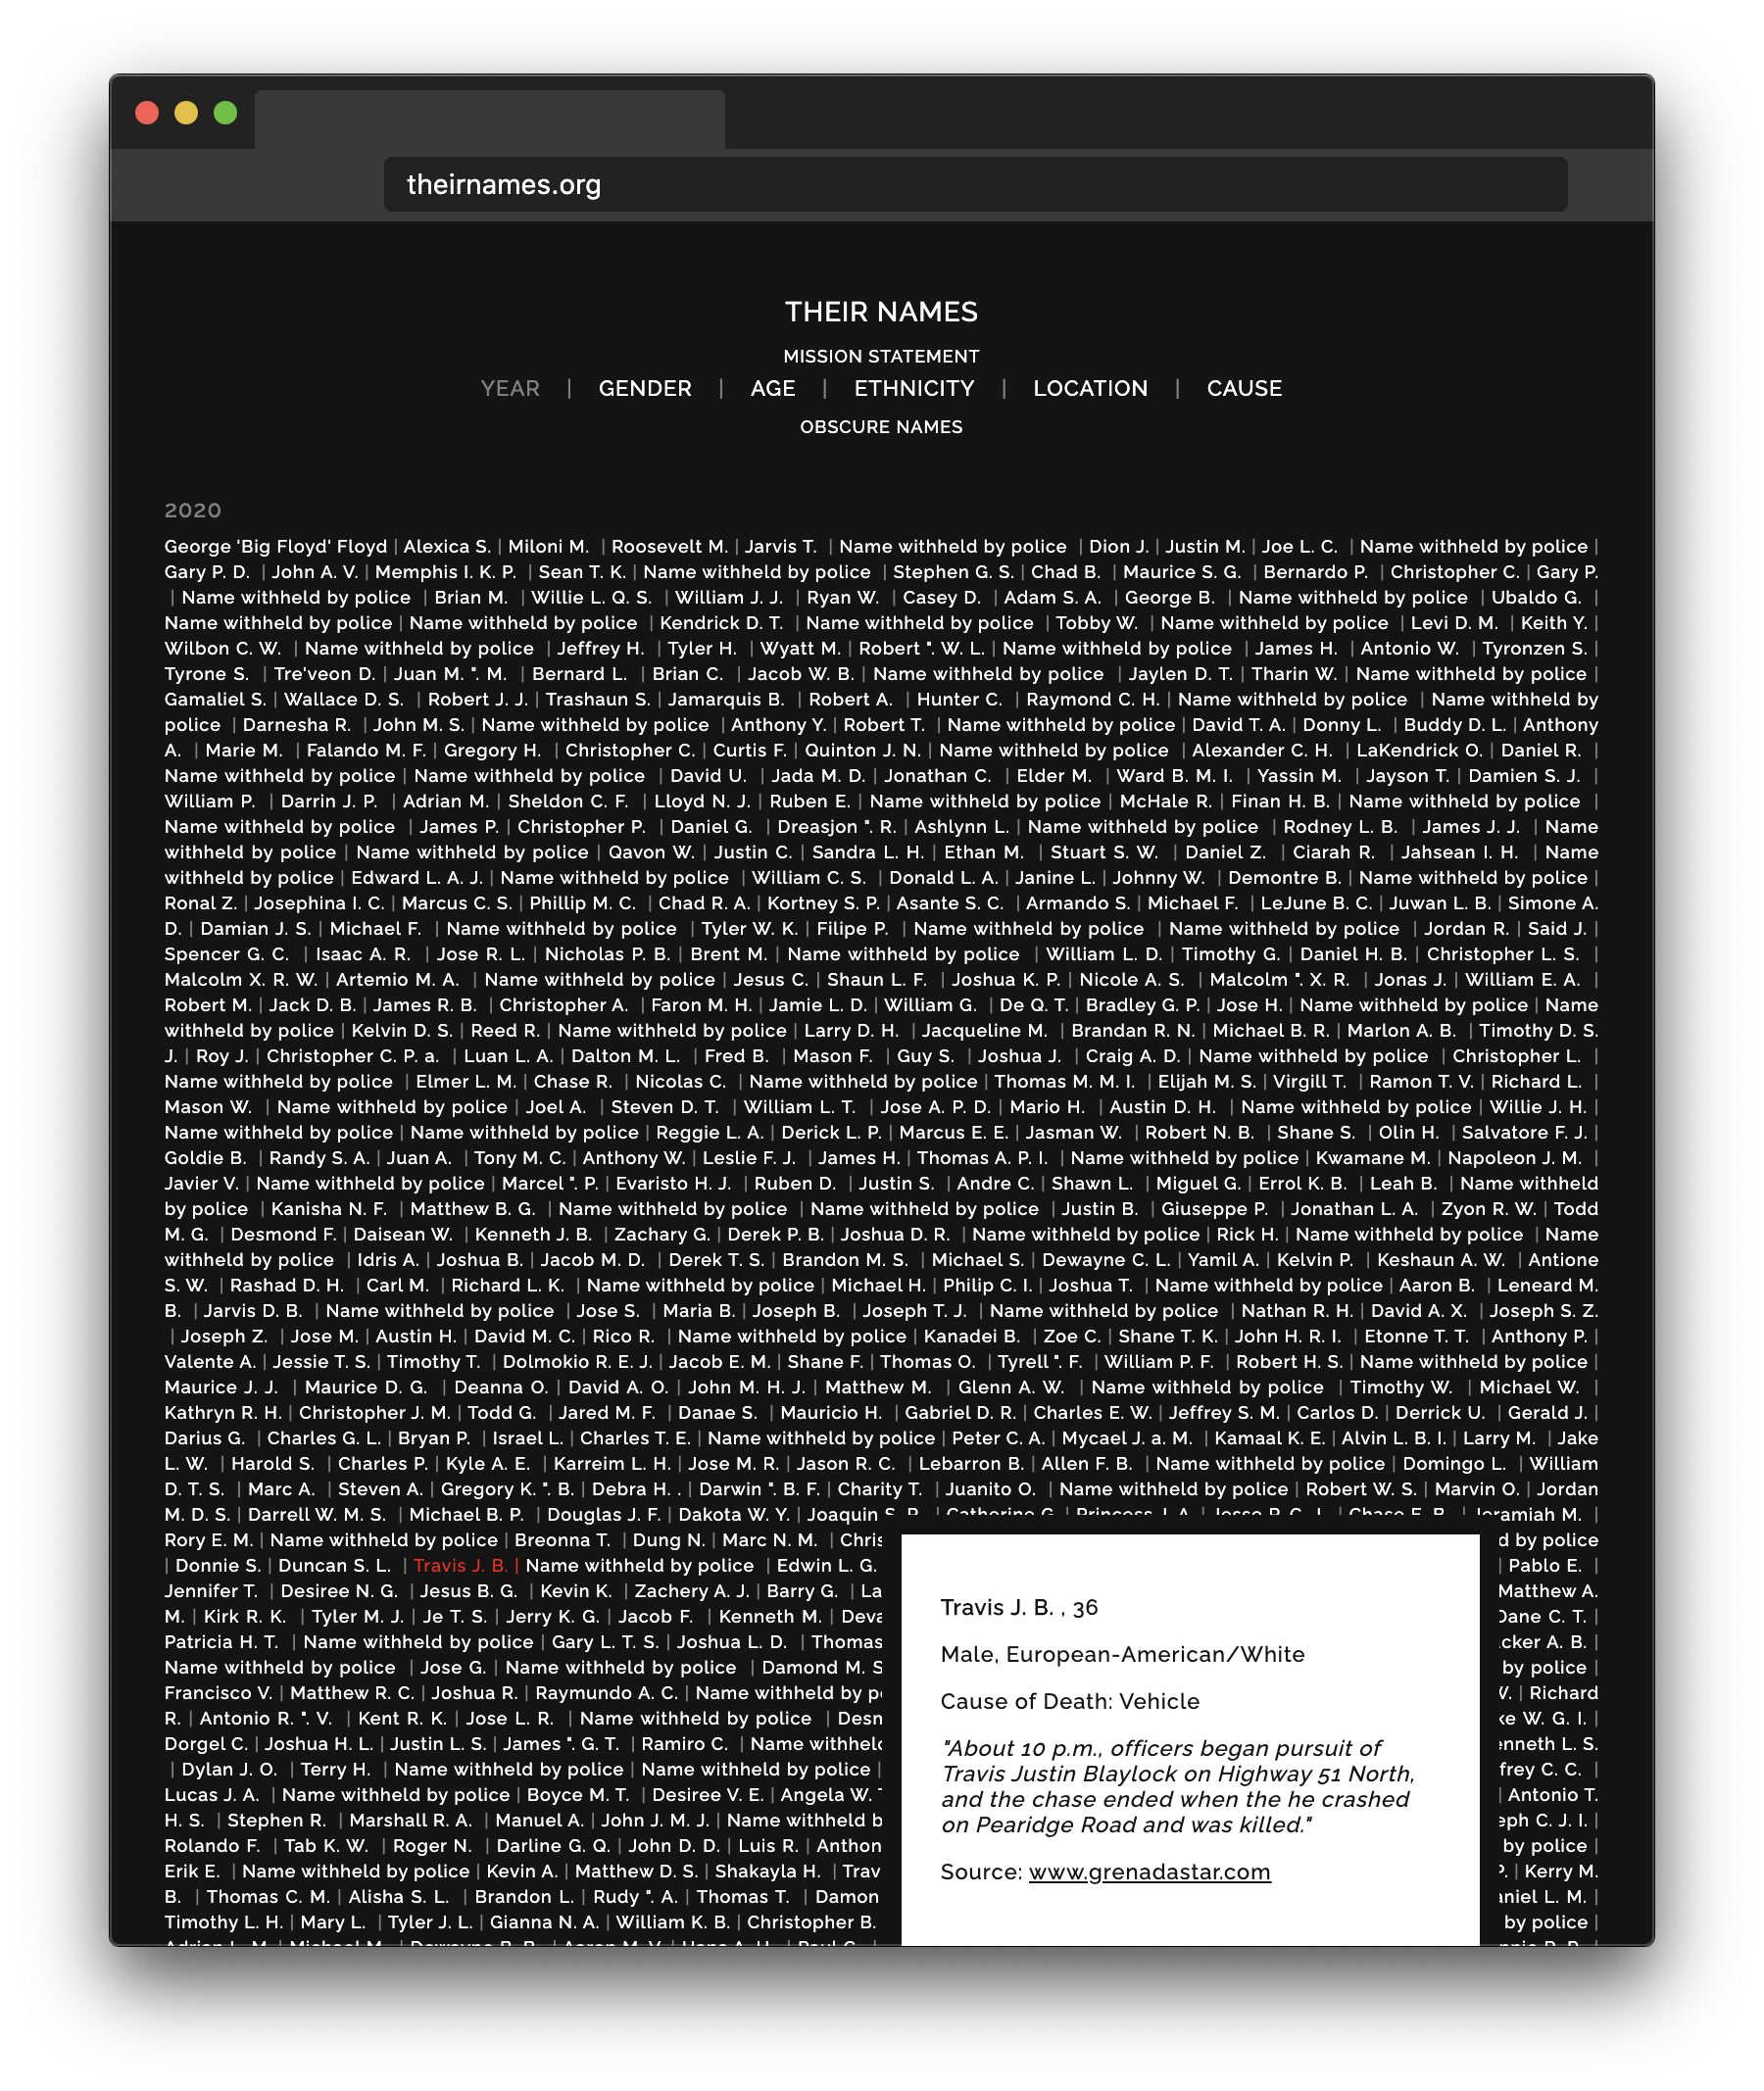 theirnames.org
THEIR NAMES
MISSION STATEMENT
YEAR | GENDER | AGE | ETHNICITY | LOCATION | CAUSE
OBSCURE NAMES
2020
George 'Big Floyd' Floyd | Alexica S. | Miloni M. | Roosevelt M. | Jarvis T. | Name withheld by police | Dion J. | Justin M. | Joe L. C. | Name withheld by police |
Gary P. D. | John A. V. | Memphis I. K. P. | Sean T. K. | Name withheld by police | Stephen G. S. | Chad B. | Maurice S. G. | Bernardo P. | Christopher C. | Gary P.
| Name withheld by police | Brian M. | Willie L. Q. S. | William J. J. | Ryan W. | Casey D. | Adam S. A. | George B. | Name withheld by police | Ubaldo G. |
Name withheld by police | Name withheld by police | Kendrick D. T. | Name withheld by police | Tobby W. | Name withheld by police | Levi D. M. | Keith Y. |
Wilbon C. W. | Name withheld by police | Jeffrey H. | Tyler H. | Wyatt M. | Robert ". W. L. | Name withheld by police | James H. | Antonio W. | Tyronzen S. |
Tyrone S. | Tre'veon D. | Juan M. ". M. | Bernard L. | Brian C. | Jacob W. B. | Name withheld by police | Jaylen D. T. | Tharin W. | Name withheld by police |
Gamaliel S. | Wallace D. S. | Robert J. J. | Trashaun S. | Jamarquis B. | Robert A. | Hunter C. | Raymond C. H. | Name withheld by police | Name withheld by
police | Darnesha R. | John M. S. | Name withheld by police | Anthony Y. | Robert T. | Name withheld by police | David T. A. | Donny L. | Buddy D. L. | Anthony
A. | Marie M. | Falando M. F. | Gregory H. | Christopher C. | Curtis F. | Quinton J. N. | Name withheld by police | Alexander C. H. | LaKendrick O. | Daniel R. |
Name withheld by police | Name withheld by police | David U. | Jada M. D. | Jonathan C. | Elder M. | Ward B. M. I. | Yassin M. | Jayson T. | Damien S. J. |
William P. | Darrin J. P. | Adrian M. | Sheldon C. F. | Lloyd N. J. | Ruben E. | Name withheld by police | McHale R. | Finan H. B. | Name withheld by police |
Name withheld by police | James P. | Christopher P. | Daniel G. | Dreasjon ". R. | Ashlynn L. | Name withheld by police | Rodney L. B. | James J. J. | Name
withheld by police | Name withheld by police | Qavon W. | Justin C. | Sandra L. H. | Ethan M. | Stuart S. W. | Daniel Z. | Ciarah R. | Jahsean I. H. | Name
withheld by police | Edward L. A. J. | Name withheld by police | William C. S. | Donald L. A. | Janine L. | Johnny W. | Demontre B. | Name withheld by police |
Ronal Z. | Josephina I. C. | Marcus C. S. | Phillip M. C. | Chad R. A. | Kortney S. P. | Asante S. C. | Armando S. | Michael F. | LeJune B. C. | Juwan L. B. | Simone A.
D. | Damian J. S. | Michael F. | Name withheld by police | Tyler W. K. | Filipe P. | Name withheld by police | Name withheld by police | Jordan R. | Said J. |
Spencer G. C. | Isaac A. R. | Jose R. L. | Nicholas P. B. | Brent M. | Name withheld by police | William L. D. | Timothy G. | Daniel H. B. | Christopher L. S. |
Malcolm X. R. W. | Artemio M. A. | Name withheld by police | Jesus C. | Shaun L. F. | Joshua K. P. | Nicole A. S. | Malcolm ". X. R. | Jonas J. | William E. A. |
Robert M. | Jack D. B. | James R. B. | Christopher A. | Faron M. H. | Jamie L. D. | William G. | De Q. T. | Bradley G. P. | Jose H. | Name withheld by police | Name
withheld by police | Kelvin D. S. | Reed R. | Name withheld by police | Larry D. H. | Jacqueline M. | Brandan R. N. | Michael B. R. | Marlon A. B. | Timothy D. S.
J. | Roy J. | Christopher C. P. a. | Luan L. A. | Dalton M. L. | Fred B. | Mason F. | Guy S. | Joshua J. | Craig A. D. | Name withheld by police | Christopher L. |
Name withheld by police | Elmer L. M. | Chase R. | Nicolas C. | Name withheld by police | Thomas M. M. I. | Elijah M. S. | Virgill T. | Ramon T. V. | Richard L. |
Mason W. | Name withheld by police | Joel A. | Steven D. T. | William L. T. | Jose A. P. D. | Mario H. | Austin D. H. | Name withheld by police | Willie J. H. |
Name withheld by police | Name withheld by police | Reggie L. A. | Derick L. P. | Marcus E. E. | Jasman W. | Robert N. B. | Shane S. | Olin H. | Salvatore F. J. |
Goldie B. | Randy S. A. | Juan A. | Tony M. C. | Anthony W. | Leslie F. J. | James H. | Thomas A. P. I. | Name withheld by police | Kwamane M. | Napoleon J. M. |
Javier V. | Name withheld by police | Marcel ". P. | Evaristo H. J. | Ruben D. | Justin S. | Andre C. | Shawn L. | Miguel G. | Errol K. B. | Leah B. | Name withheld
by police | Kanisha N. F. | Matthew B. G. | Name withheld by police | Name withheld by police | Justin B. | Giuseppe P. | Jonathan L. A. | Zyon R. W. | Todd
M. G. | Desmond F. | Daisean W. | Kenneth J. B. | Zachary G. | Derek P. B. | Joshua D. R. | Name withheld by police | Rick H. | Name withheld by police | Name
withheld by police | Idris A. | Joshua B. | Jacob M. D. | Derek T. S. | Brandon M. S. | Michael S. | Dewayne C. L. | Yamil A. | Kelvin P. | Keshaun A. W. | Antione
S. W. | Rashad D. H. | Carl M. | Richard L. K. | Name withheld by police | Michael H. | Philip C. I. | Joshua T. | Name withheld by police | Aaron B. | Leneard M.
B. | Jarvis D. B. | Name withheld by police | Jose S. | Maria B. | Joseph B. | Joseph T. J. | Name withheld by police | Nathan R. H. | David A. X. | Joseph S. Z.
| Joseph Z. | Jose M. | Austin H. | David M. C. | Rico R. | Name withheld by police | Kanadei B. | Zoe C. | Shane T. K. | John H. R. I. | Etonne T. T. | Anthony P. |
Valente A. | Jessie T. S. | Timothy T. | Dolmokio R. E. J. | Jacob E. M. | Shane F. | Thomas O. | Tyrell ". F. | William P. F. | Robert H. S. | Name withheld by police |
Maurice J. J. | Maurice D. G. | Deanna O. | David A. O. | John M. H. J. | Matthew M. | Glenn A. W. | Name withheld by police | Timothy W. | Michael W. |
Kathryn R. H. | Christopher J. M. | Todd G. | Jared M. F. | Danae S. | Mauricio H. | Gabriel D. R. | Charles E. W. | Jeffrey S. M. | Carlos D. | Derrick U. | Gerald J. |
Darius G. | Charles G. L. | Bryan P. | Israel L. | Charles T. E. | Name withheld by police | Peter C. A. | Mycael J. a. M. | Kamaal K. E. | Alvin L. B. I. | Larry M. | Jake
L. W. | Harold S. | Charles P. | Kyle A. E. | Karreim L. H. | Jose M. R. | Jason R. C. | Lebarron B. | Allen F. B. | Name withheld by police | Domingo L. | William
D. T. S. | Marc A. | Steven A. | Gregory K. ". B. | Debra H. . | Darwin ". B. F. | Charity T. | Juanito O. | Name withheld by police | Robert W. S. | Marvin O. | Jordan
M. D. S. | Darrell W. M. S. | Michael B. P. | Douglas J. F. | Dakota W. Y. | Joaquin S. R. | Catherine G. | Princess J. A. | Jesse P. C. J. | Chase E. B. | Jeramiah M. |
Rory E. M. | Name withheld by police | Breonna T. | Dung N. | Marc N. M. | Chris d by police
| Donnie S. | Duncan S. L. | Travis J. B. | Name withheld by police | Edwin L. G. | Pablo E. |
Jennifer T. | Desiree N. G. | Jesus B. G. | Kevin K. | Zachery A. J. | Barry G. | La Matthew A.
M. | Kirk R. K. | Tyler M. J. | Je T. S. | Jerry K. G. | Jacob F. | Kenneth M. | Deva Dane C. T. |
Patricia H. T. | Name withheld by police | Gary L. T. S. | Joshua L. D. | Thomas cker A. B. |
Name withheld by police | Jose G. | Name withheld by police | Damond M. S by police |
Francisco V. | Matthew R. C. | Joshua R. | Raymundo A. C. | Name withheld by p | Richard
R. | Antonio R. ". V. | Kent R. K. | Jose L. R. | Name withheld by police | Desm ke W. G. I. |
Dorgel C. | Joshua H. L. | Justin L. S. | James ". G. T. | Ramiro C. | Name withheld enneth L. S.
| Dylan J. O. | Terry H. | Name withheld by police | Name withheld by police | frey C. C. |
Lucas J. A. | Name withheld by police | Boyce M. T. | Desiree V. E. | Angela W. | Antonio T.
H. S. | Stephen R. | Marshall R. A. | Manuel A. | John J. M. J. | Name withheld b eph C. J. I. |
Rolando F. | Tab K. W. | Roger N. | Darline G. Q. | John D. D. | Luis R. | Anthon by police |
Erik E. | Name withheld by police | Kevin A. | Matthew D. S. | Shakayla H. | Trav P. | Kerry M.
B. | Thomas C. M. | Alisha S. L. | Brandon L. | Rudy ". A. | Thomas T. | Damon aniel L. M. |
Timothy L. H. | Mary L. | Tyler J. L. | Gianna N. A. | William K. B. | Christopher B. by police |
Travis J. B. , 36
Male, European-American/White
Cause of Death: Vehicle
"About 10 p.m., officers began pursuit of
Travis Justin Blaylock on Highway 51 North,
and the chase ended when the he crashed
on Pearidge Road and was killed."
Source: www.grenadastar.com